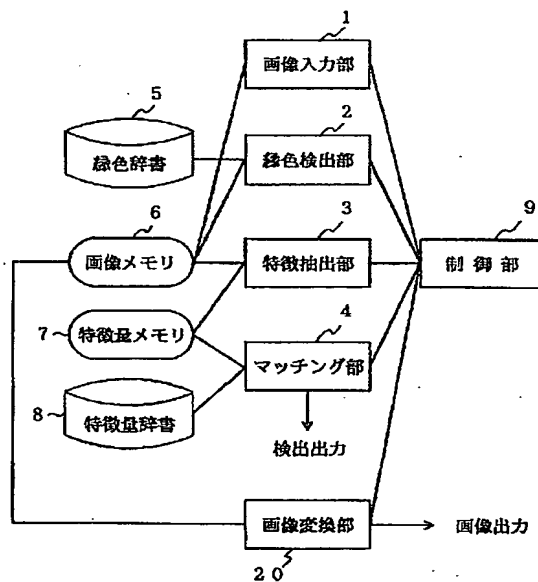 1
画像入力部
5
2
縁色辞書
縁色検出部
6
3
9
画像メモリ
特徴抽出部
制御部
7
特徴量メモリ
4
マッチング部
8
特徴量辞書
検出出力
画像変換部
画像出力
20